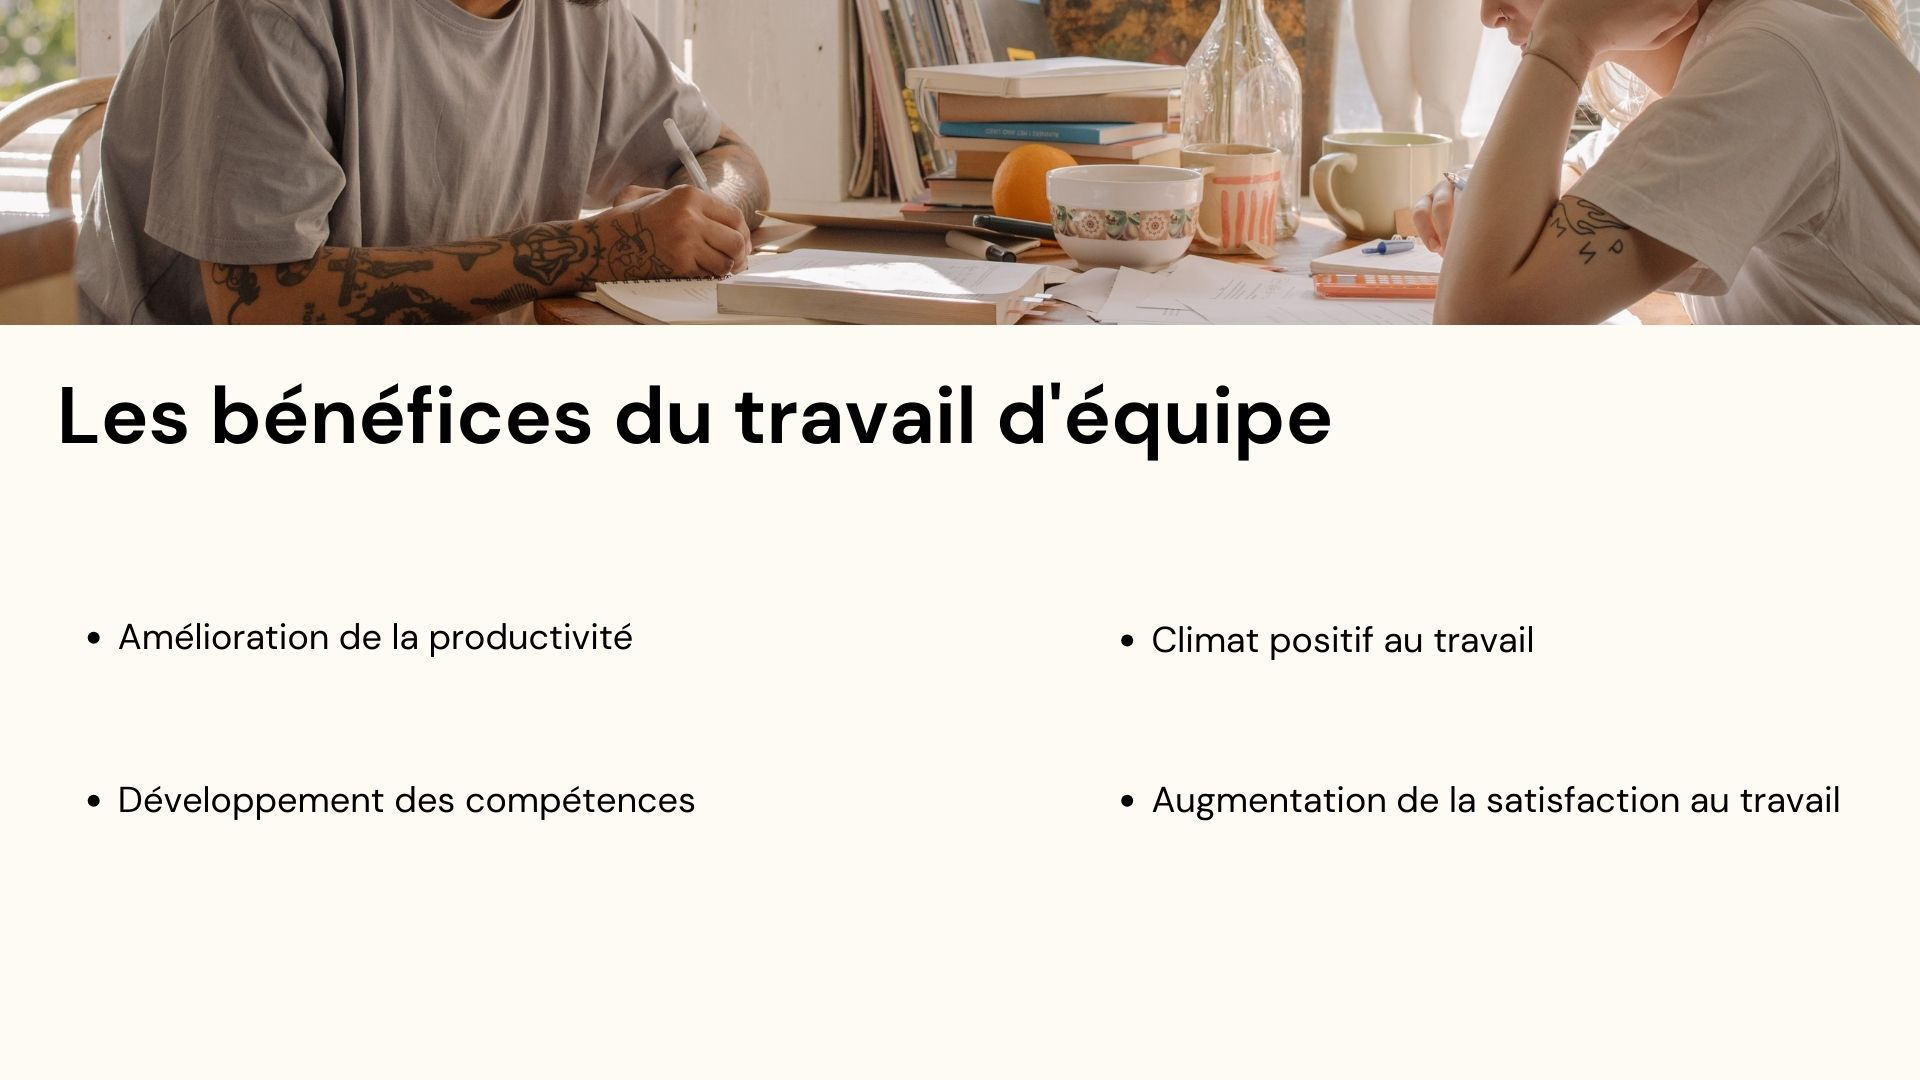 Les bénéfices du travail d'équipe
Amélioration de la productivité
Développement des compétences
Climat positif au travail
Augmentation de la satisfaction au travail